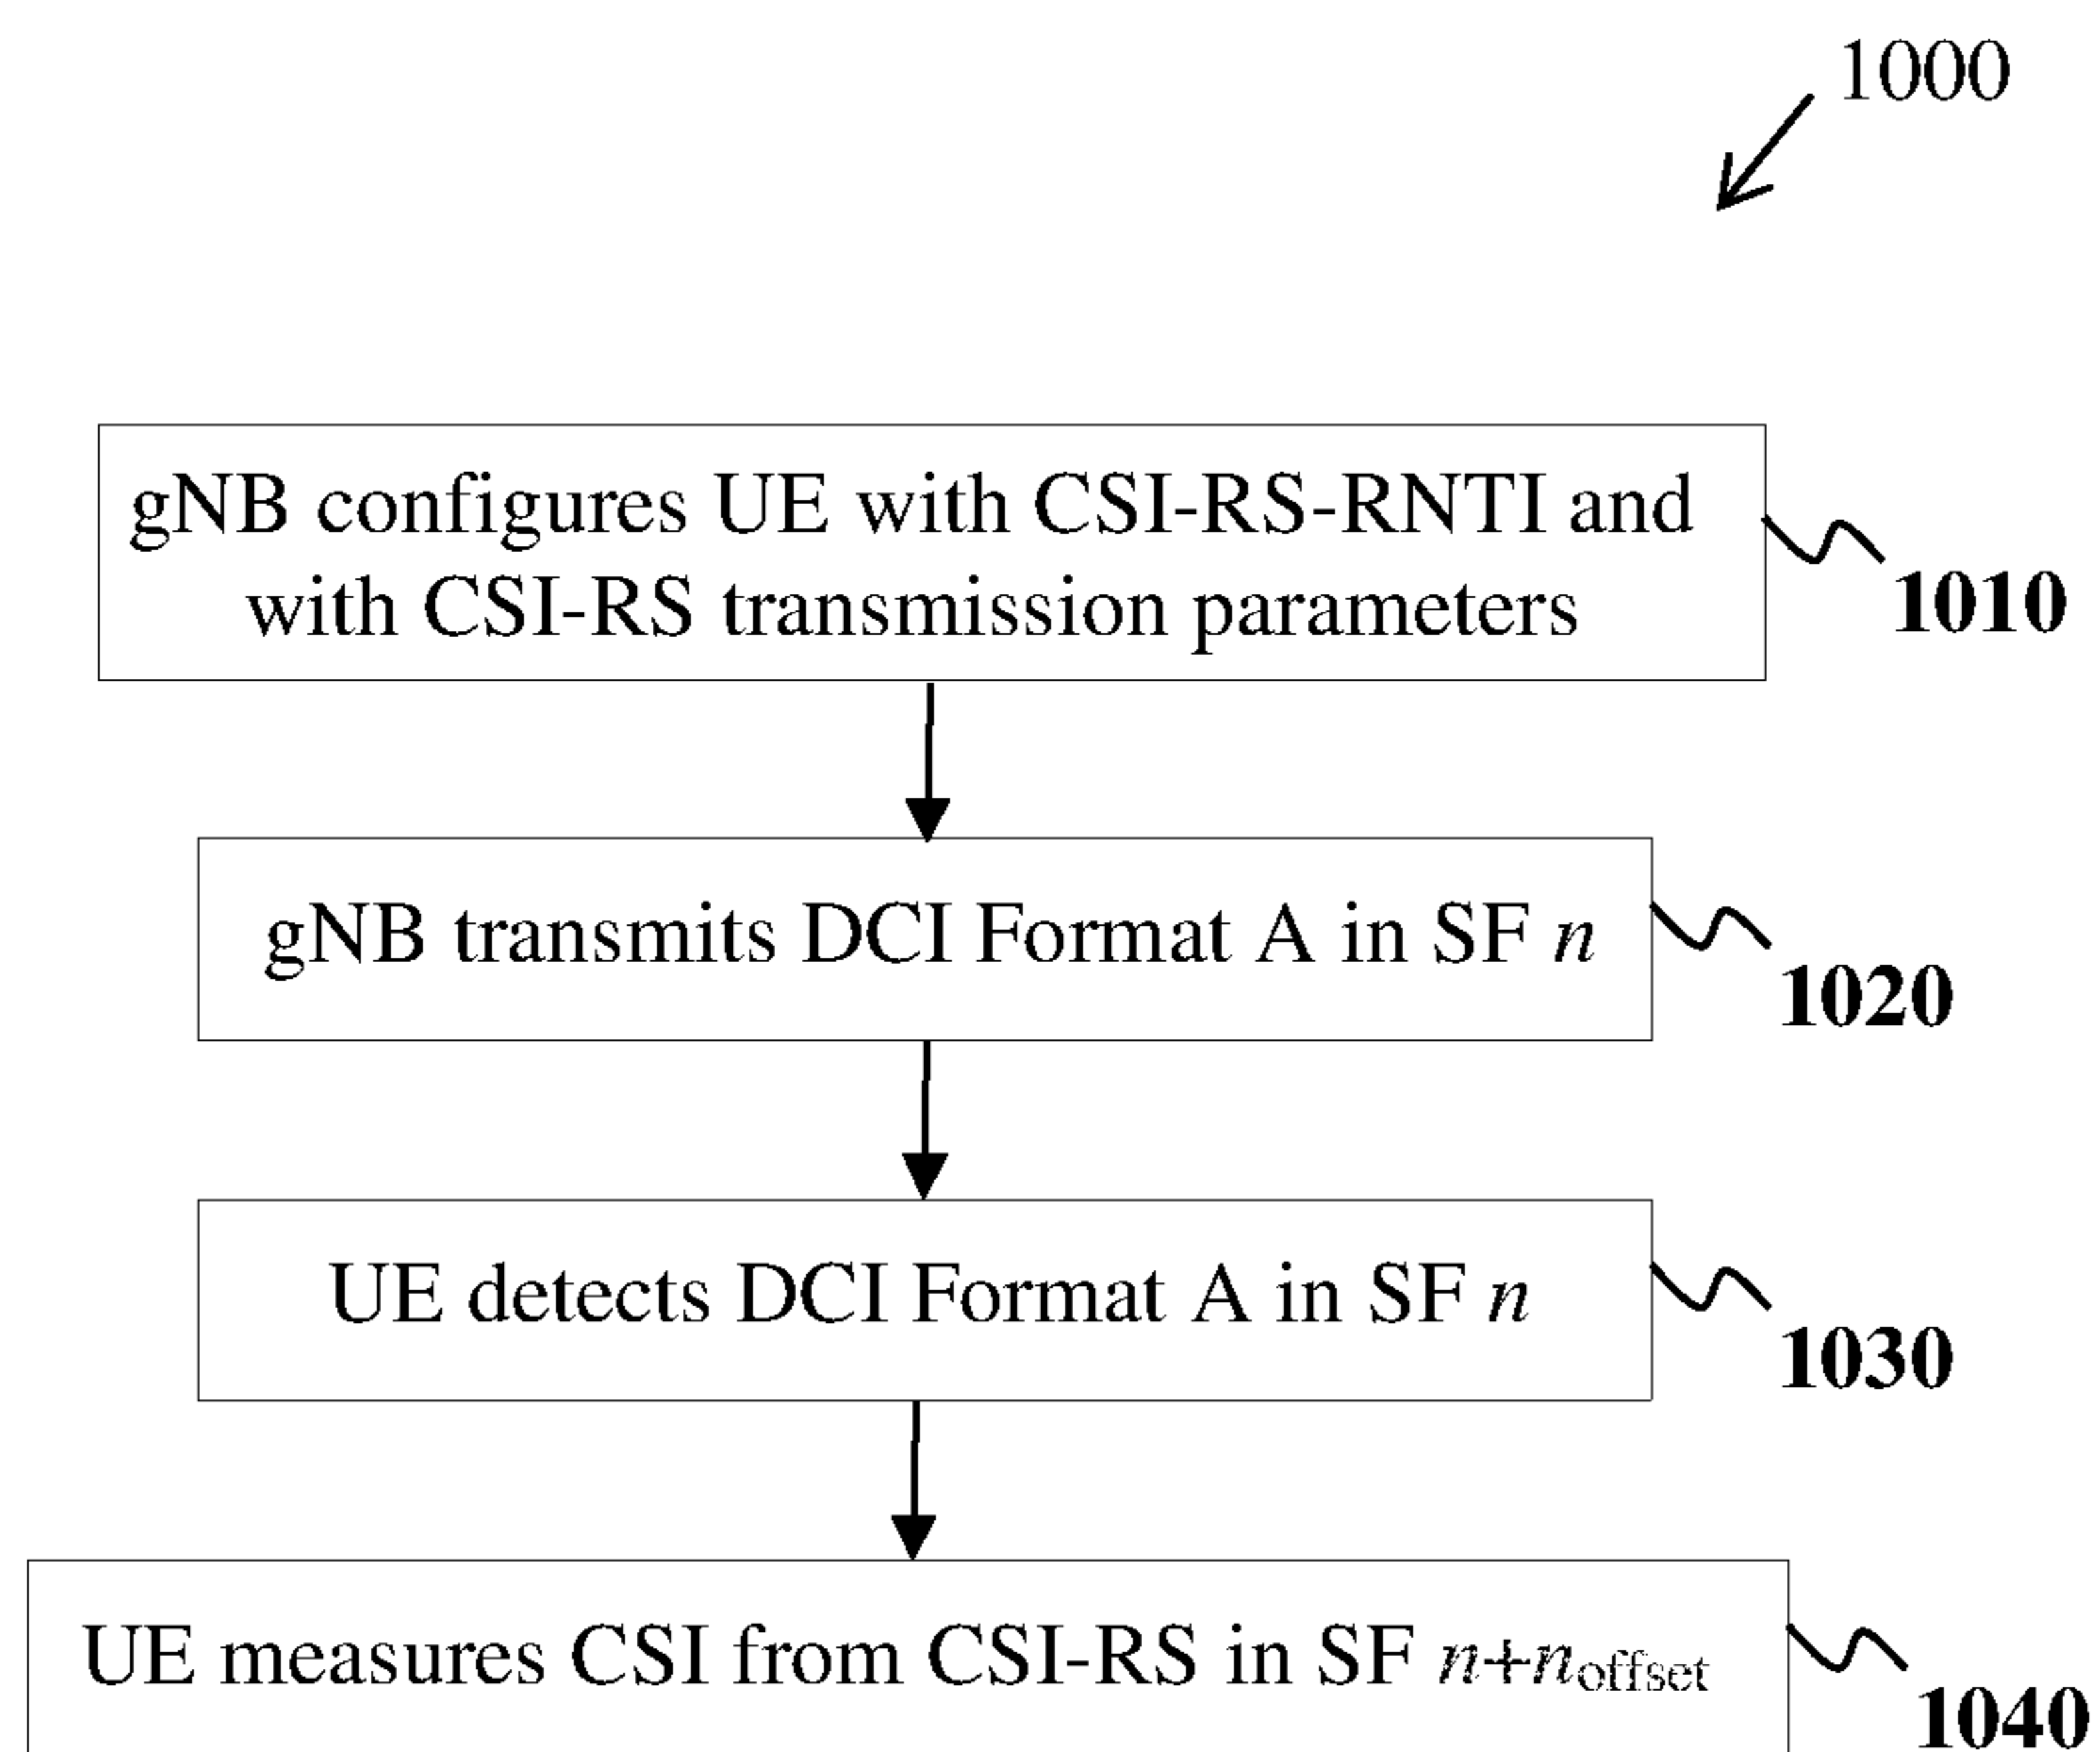 1000
gNB configures UE with CSI-RS-RNTI and
with CSI-RS transmission parameters
1010
gNB transmits DCI Format A in SF n
1020
UE detects DCI Format A in SF n
1030
UE measures CSI from CSI-RS in SF n+noffset
1040